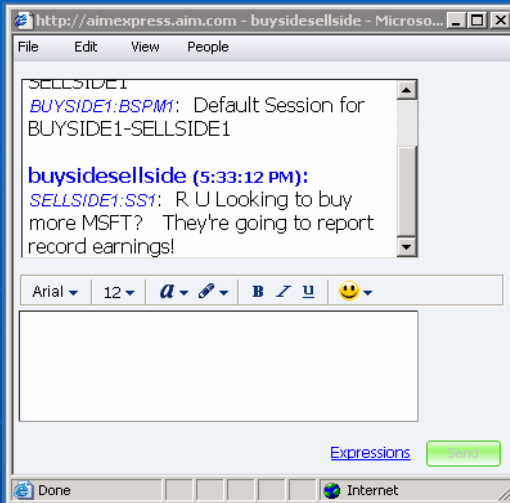 http://aimexpress.aim.com - buysidesellside - Microso...
File Edit View People
SELLSIDE1
BUYSIDE1:BSPM1: Default Session for
BUYSIDE1-SELLSIDE1
buysidesellside (5:33:12 PM):
SELLSIDE1:SS1: R U Looking to buy
more MSFT? They're going to report
record earnings!
Arial 12 a B I U
Expressions Send
Done Internet